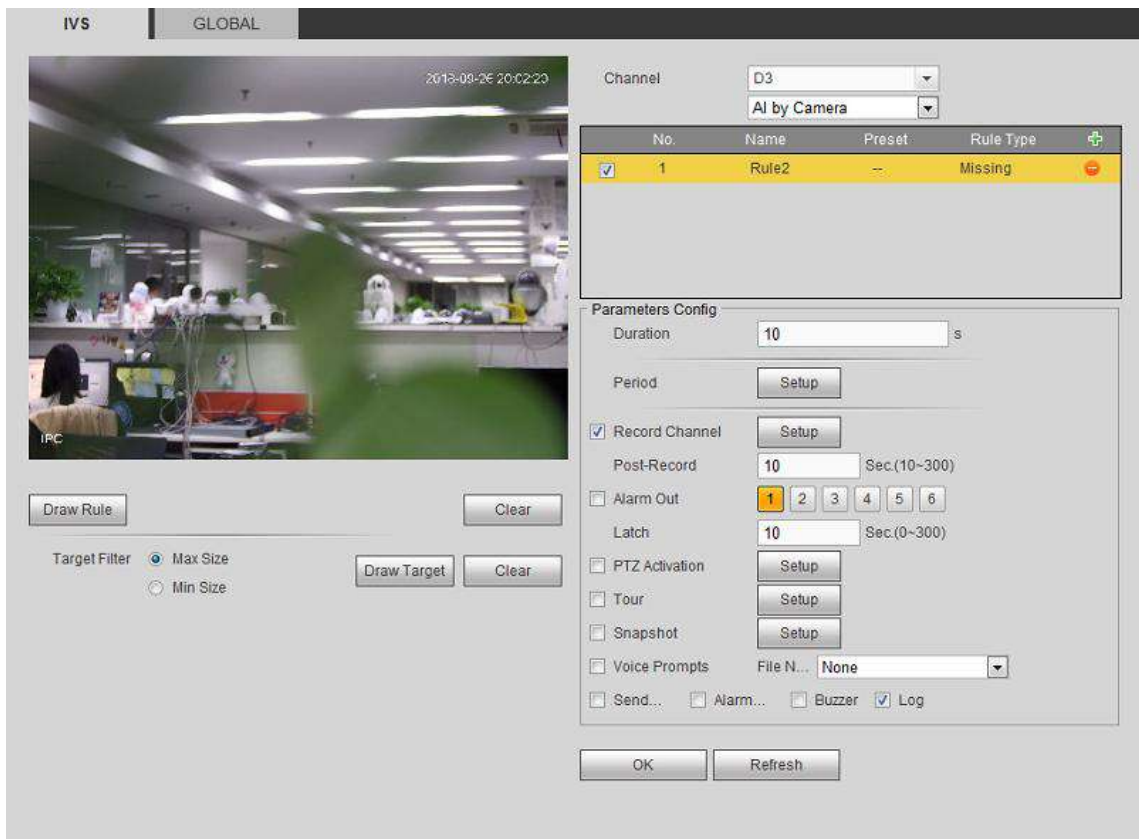 IVS GLOBAL
2018-09-26 20:02:20
IPC
Draw Rule Clear
Target Filter Max Size Draw Target Clear
Min Size
Channel D3
AI by Camera
No. Name Preset Rule Type
1 Rule2 -- Missing
Parameters Config
Duration 10 s
Period Setup
Record Channel Setup
Post-Record 10 Sec.(10~300)
Alarm Out 1 2 3 4 5 6
Latch 10 Sec.(0~300)
PTZ Activation Setup
Tour Setup
Snapshot Setup
Voice Prompts File N... None
Send... Alarm... Buzzer Log
OK Refresh